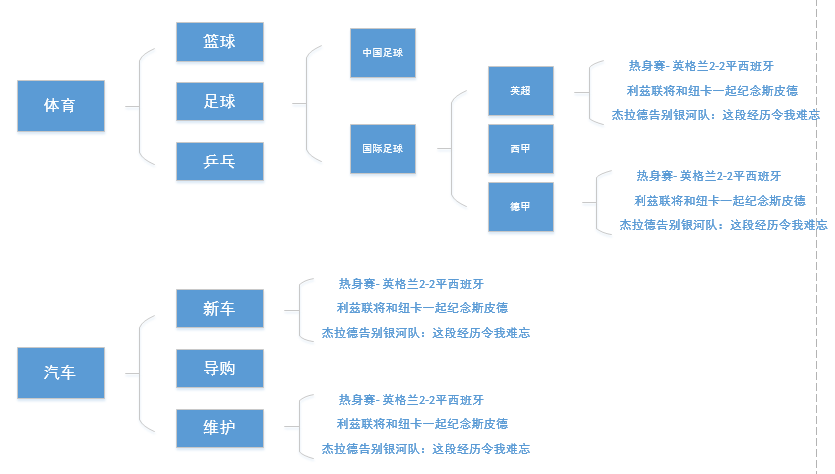 体育
篮球
足球
乒乓
中国足球
国际足球
英超
西甲
德甲
热身赛- 英格兰2-2平西班牙
利兹联将和纽卡一起纪念斯皮德
杰拉德告别银河队：这段经历令我难忘
热身赛- 英格兰2-2平西班牙
利兹联将和纽卡一起纪念斯皮德
杰拉德告别银河队：这段经历令我难忘
汽车
新车
导购
维护
热身赛- 英格兰2-2平西班牙
利兹联将和纽卡一起纪念斯皮德
杰拉德告别银河队：这段经历令我难忘
热身赛- 英格兰2-2平西班牙
利兹联将和纽卡一起纪念斯皮德
杰拉德告别银河队：这段经历令我难忘